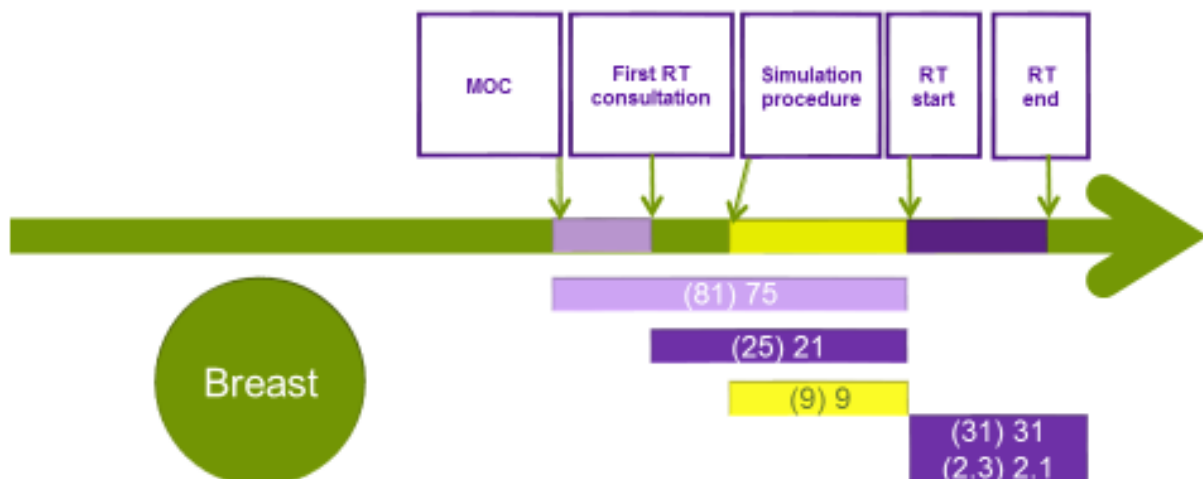 MOC
First RT
consultation
Simulation
procedure
RT
start
RT
end
(81) 75
(25) 21
(9) 9
(31) 31
(2,3) 2,1
Breast